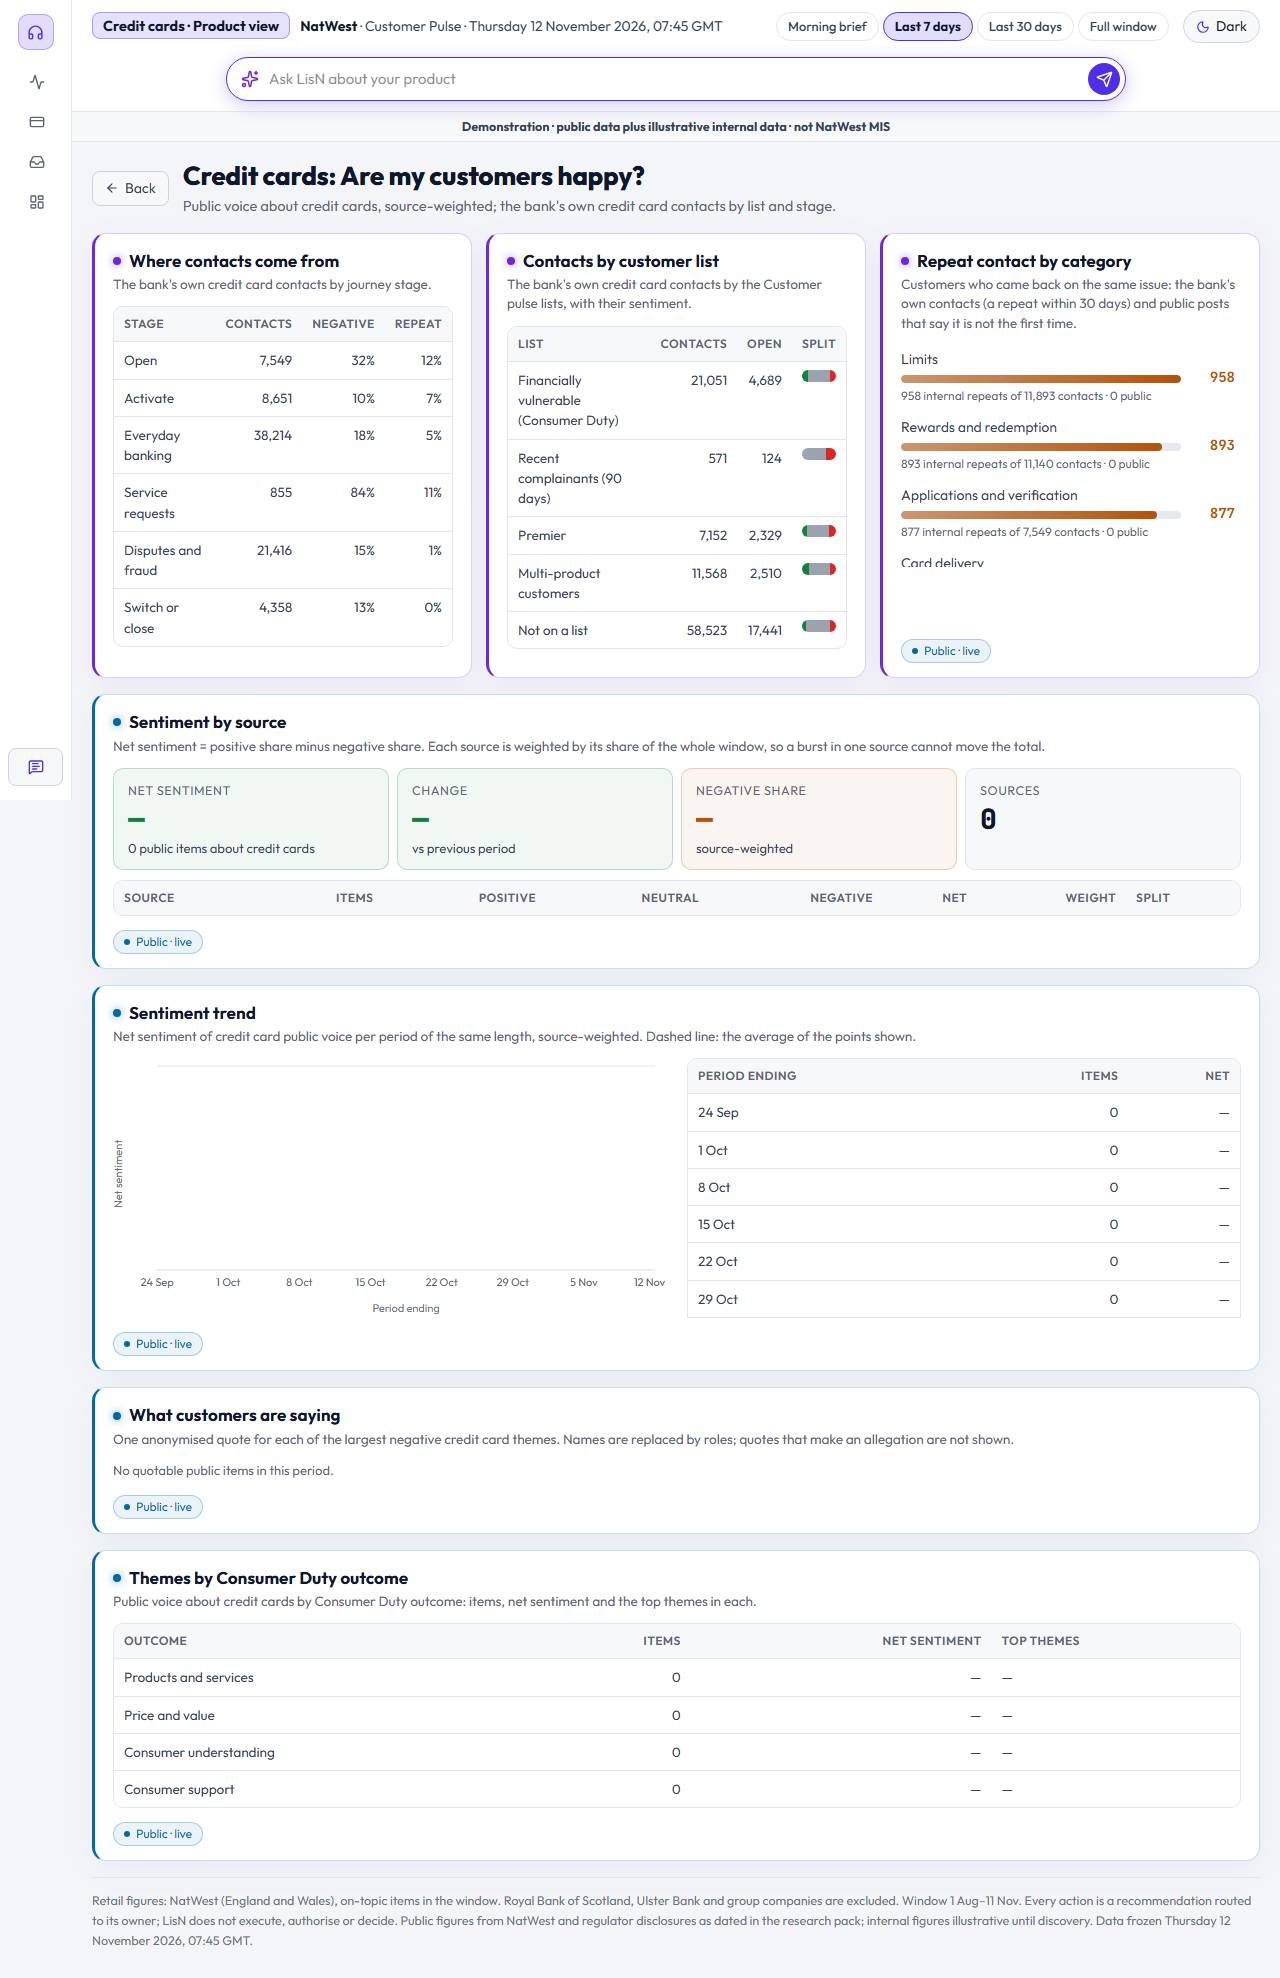 Credit cards · Product view
NatWest · Customer Pulse · Thursday 12 November 2026, 07:45 GMT
Morning brief
Last 7 days
Last 30 days
Full window
Dark
Ask LisN about your product
Demonstration · public data plus illustrative internal data · not NatWest MIS
Back
Credit cards: Are my customers happy?
Public voice about credit cards, source-weighted; the bank's own credit card contacts by list and stage.
Where contacts come from
The bank's own credit card contacts by journey stage.
STAGE CONTACTS NEGATIVE REPEAT
Open 7,549 32% 12%
Activate 8,651 10% 7%
Everyday banking 38,214 18% 5%
Service requests 855 84% 11%
Disputes and fraud 21,416 15% 1%
Switch or close 4,358 13% 0%
Contacts by customer list
The bank's own credit card contacts by the Customer
pulse lists, with their sentiment.
LIST CONTACTS OPEN SPLIT
Financially vulnerable (Consumer Duty) 21,051 4,689
Recent complainants (90 days) 571 124
Premier 7,152 2,329
Multi-product customers 11,568 2,510
Not on a list 58,523 17,441
Repeat contact by category
Customers who came back on the same issue: the bank's
own contacts (a repeat within 30 days) and public posts
that say it is not the first time.
Limits
958
958 internal repeats of 11,893 contacts · 0 public
Rewards and redemption
893
893 internal repeats of 11,140 contacts · 0 public
Applications and verification
877
877 internal repeats of 7,549 contacts · 0 public
Card delivery
Public · live
Sentiment by source
Net sentiment = positive share minus negative share. Each source is weighted by its share of the whole window, so a burst in one source cannot move the total.
NET SENTIMENT
—
0 public items about credit cards
CHANGE
—
vs previous period
NEGATIVE SHARE
—
source-weighted
SOURCES
0
SOURCE ITEMS POSITIVE NEUTRAL NEGATIVE NET WEIGHT SPLIT
Public · live
Sentiment trend
Net sentiment of credit card public voice per period of the same length, source-weighted. Dashed line: the average of the points shown.
Net sentiment
24 Sep 1 Oct 8 Oct 15 Oct 22 Oct 29 Oct 5 Nov 12 Nov
Period ending
PERIOD ENDING ITEMS NET
24 Sep 0 —
1 Oct 0 —
8 Oct 0 —
15 Oct 0 —
22 Oct 0 —
29 Oct 0 —
Public · live
What customers are saying
One anonymised quote for each of the largest negative credit card themes. Names are replaced by roles; quotes that make an allegation are not shown.
No quotable public items in this period.
Public · live
Themes by Consumer Duty outcome
Public voice about credit cards by Consumer Duty outcome: items, net sentiment and the top themes in each.
OUTCOME ITEMS NET SENTIMENT TOP THEMES
Products and services 0 — —
Price and value 0 — —
Consumer understanding 0 — —
Consumer support 0 — —
Public · live
Retail figures: NatWest (England and Wales), on-topic items in the window. Royal Bank of Scotland, Ulster Bank and group companies are excluded. Window 1 Aug–11 Nov. Every action is a recommendation routed
to its owner; LisN does not execute, authorise or decide. Public figures from NatWest and regulator disclosures as dated in the research pack; internal figures illustrative until discovery. Data frozen Thursday 12
November 2026, 07:45 GMT.